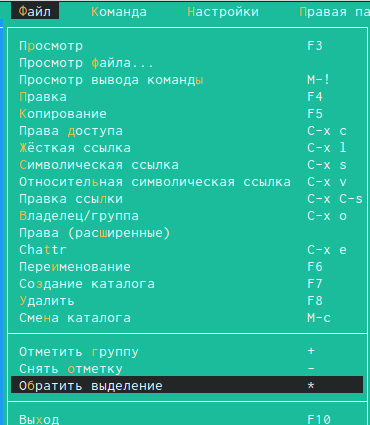 Файл Команда Настройки Правая па
Просмотр F3
Просмотр файла...
Просмотр вывода команды M-!
Правка F4
Копирование F5
Права доступа C-x c
Жёсткая ссылка C-x l
Символическая ссылка C-x s
Относительная символическая ссылка C-x v
Правка ссылки C-x C-s
Владелец/группа C-x o
Права (расширенные)
Chattr C-x e
Переименование F6
Создание каталога F7
Удалить F8
Смена каталога M-c
Отметить группу +
Снять отметку -
Обратить выделение *
Выход F10